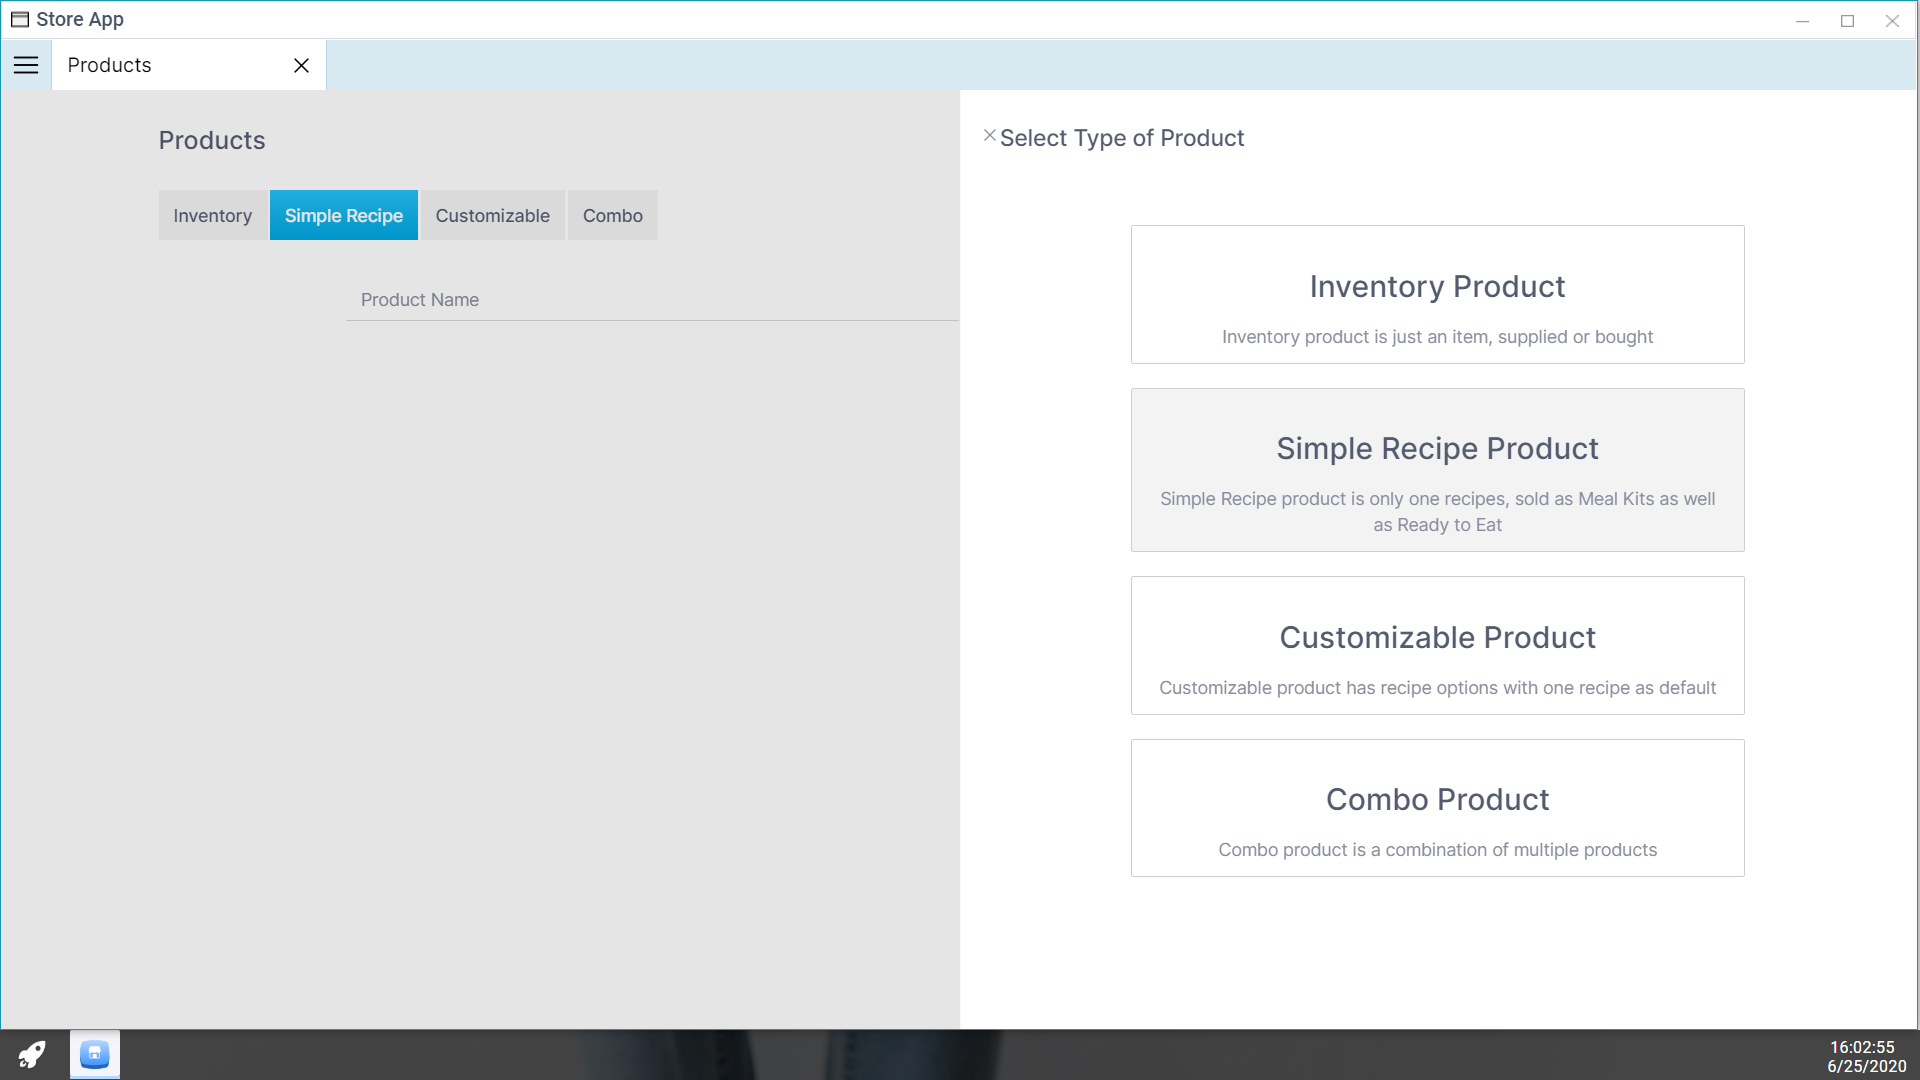 Store App
Products
Products
Inventory
Simple Recipe
Customizable
Combo
Product Name
Select Type of Product
Inventory Product
Inventory product is just an item, supplied or bought
Simple Recipe Product
Simple Recipe product is only one recipes, sold as Meal Kits as well
as Ready to Eat
Customizable Product
Customizable product has recipe options with one recipe as default
Combo Product
Combo product is a combination of multiple products
16:02:55
6/25/2020